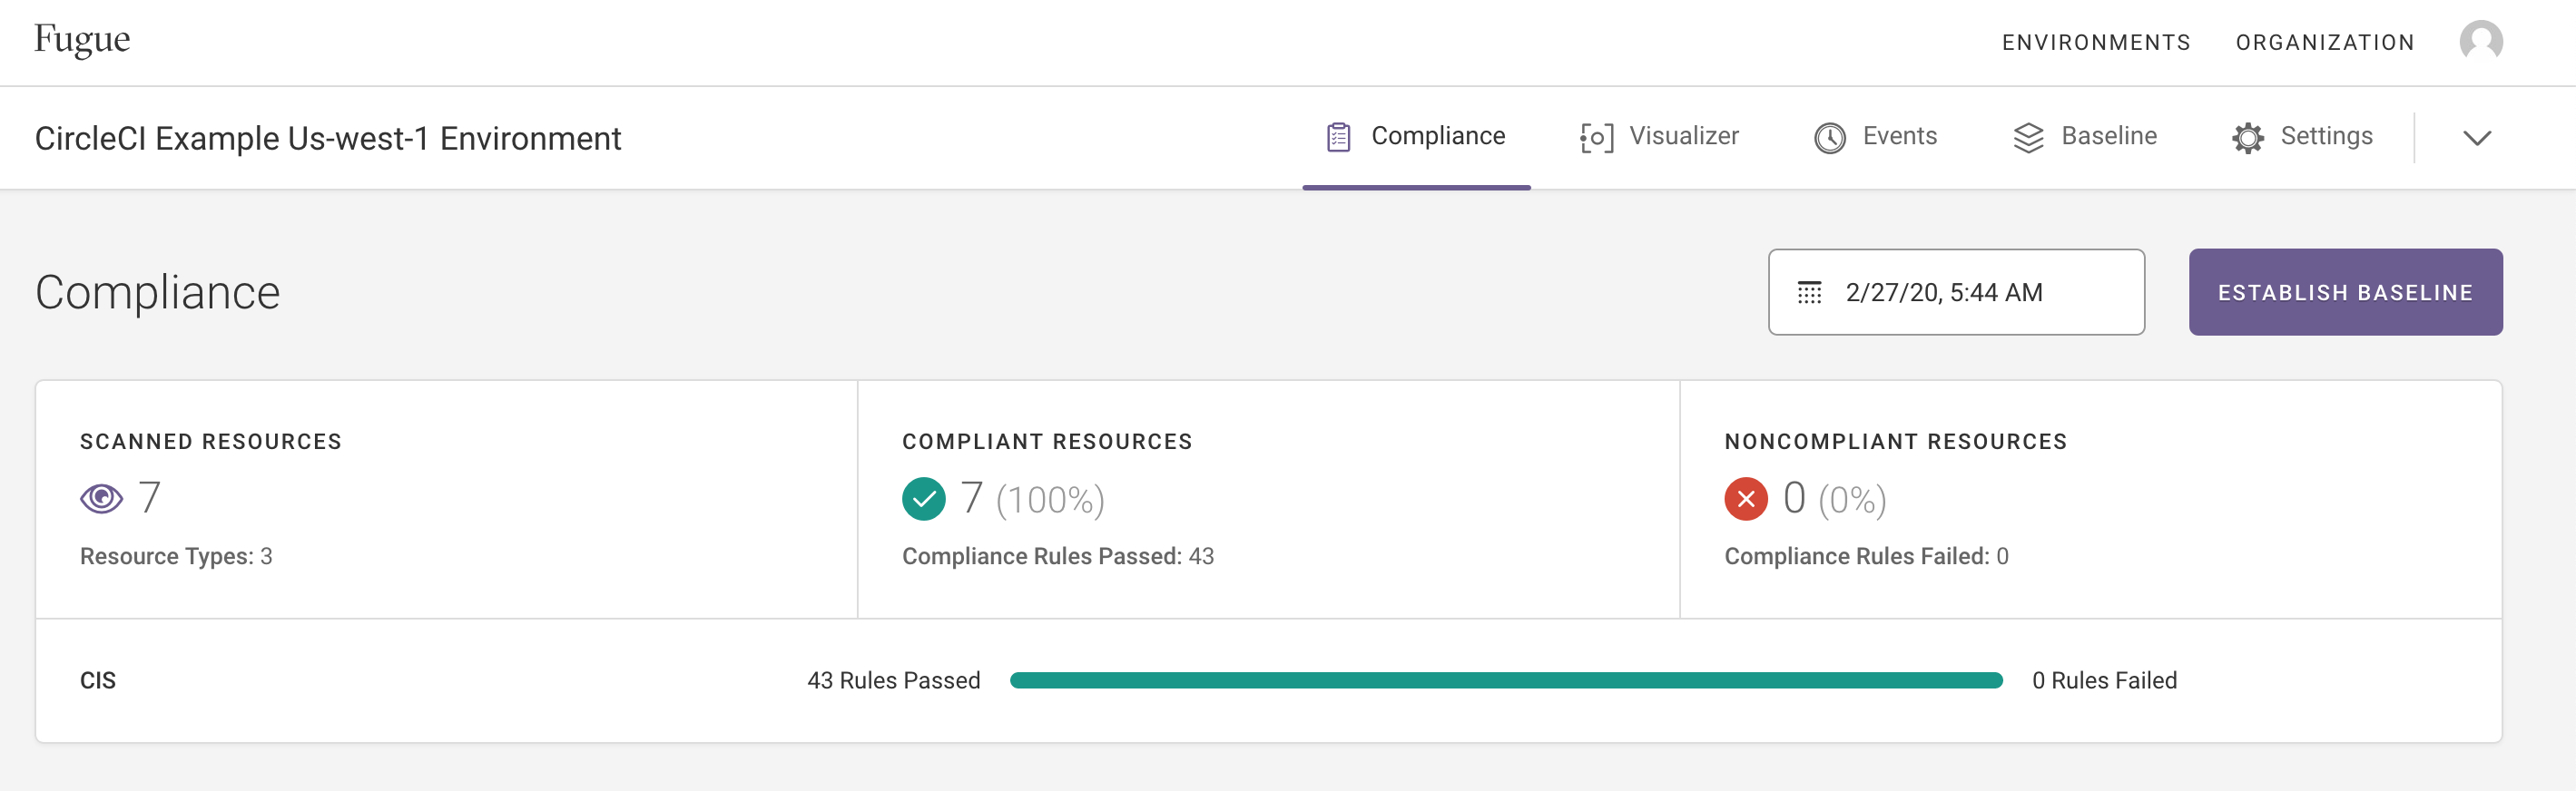 Fugue
ENVIRONMENTS ORGANIZATION
CircleCI Example Us-west-1 Environment
Compliance Visualizer Events Baseline Settings
Compliance
2/27/20, 5:44 AM
ESTABLISH BASELINE
SCANNED RESOURCES
7
Resource Types: 3
COMPLIANT RESOURCES
7 (100%)
Compliance Rules Passed: 43
NONCOMPLIANT RESOURCES
0 (0%)
Compliance Rules Failed: 0
CIS 43 Rules Passed 0 Rules Failed